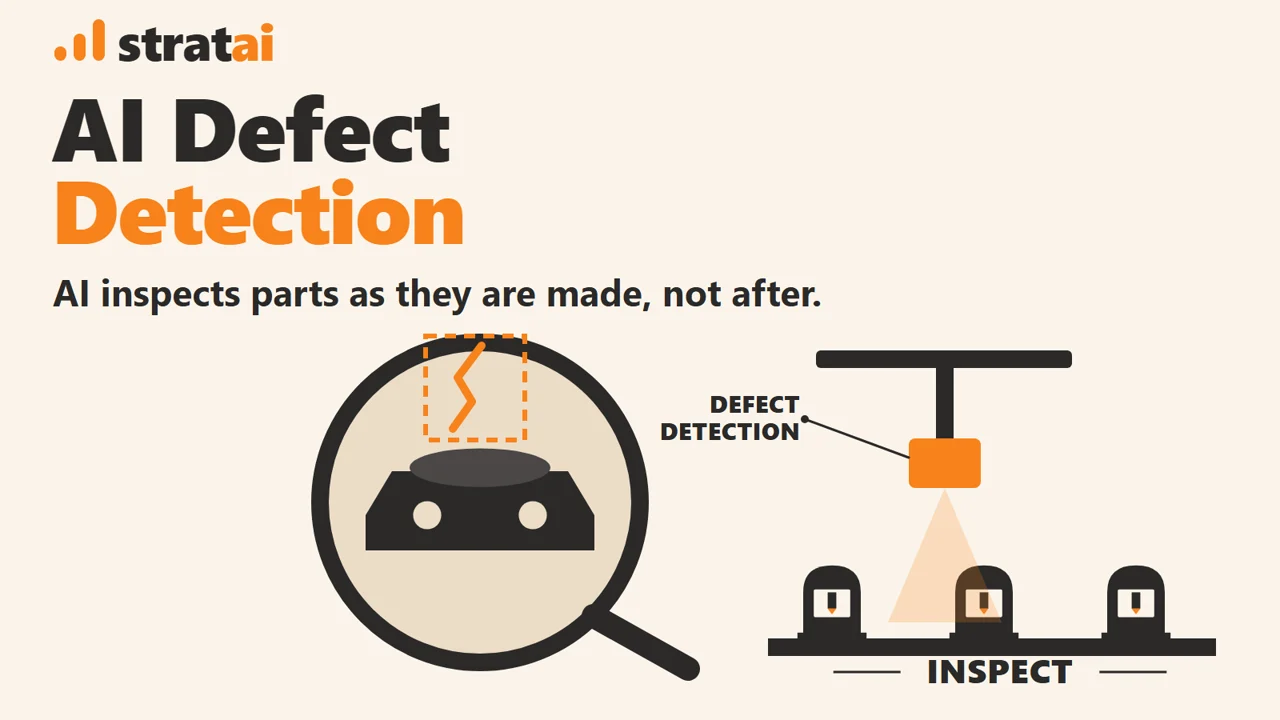 stratai
AI Defect
Detection
AI inspects parts as they are made, not after.
DEFECT
DETECTION
INSPECT